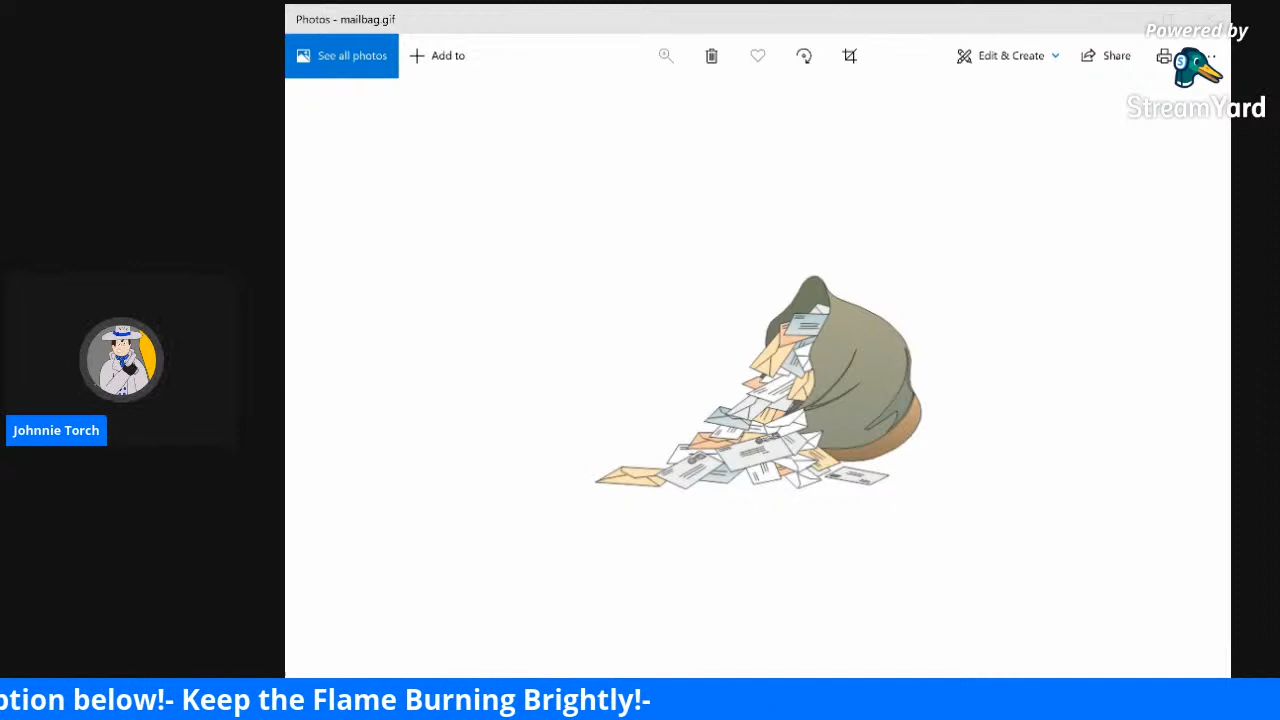 Photos - mailbag.gif
See all photos
Add to
Edit & Create
Share
Powered by
StreamYard
Johnnie Torch
ption below!- Keep the Flame Burning Brightly!-